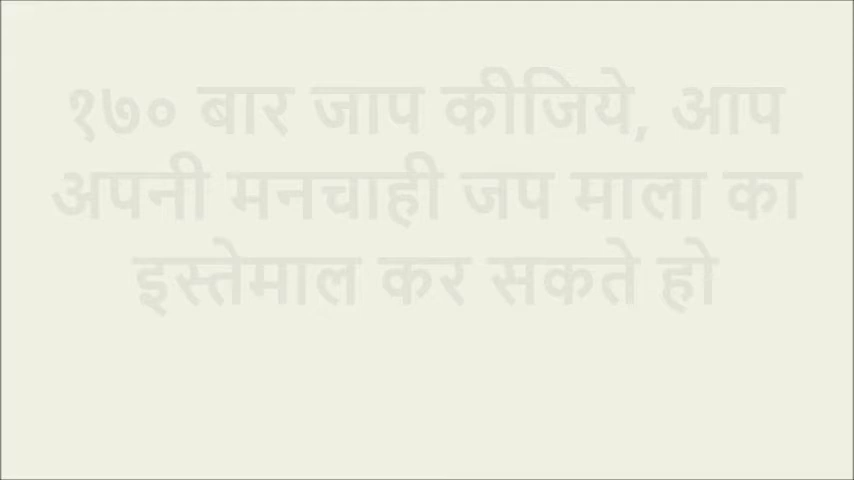 १७० बार जाप कीजिये, आप
अपनी मनचाही जप माला का
इस्तेमाल कर सकते हो